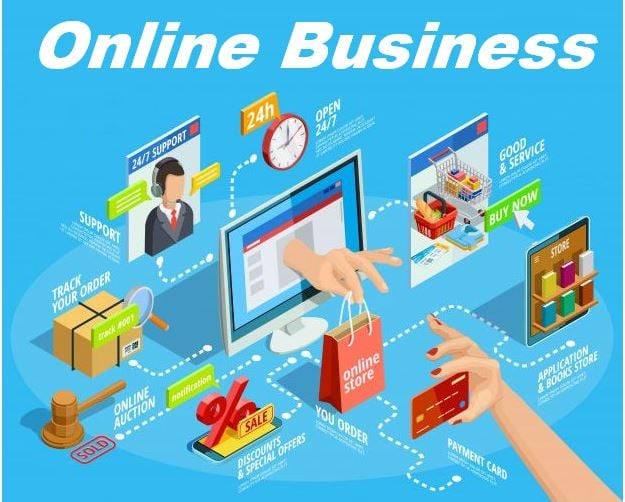 Online Business
24h
OPEN
24/7
24/7 SUPPORT
GOOD
& SERVICE
BUY NOW
SUPPORT
STORE
TRACK
YOUR ORDER
track #001
online
store
APPLICATION
& BOOKS STORE
ONLINE
AUCTION
notification
SALE
SOLD
DISCOUNTS
& SPECIAL OFFERS
YOU ORDER
PAYMENT CARD